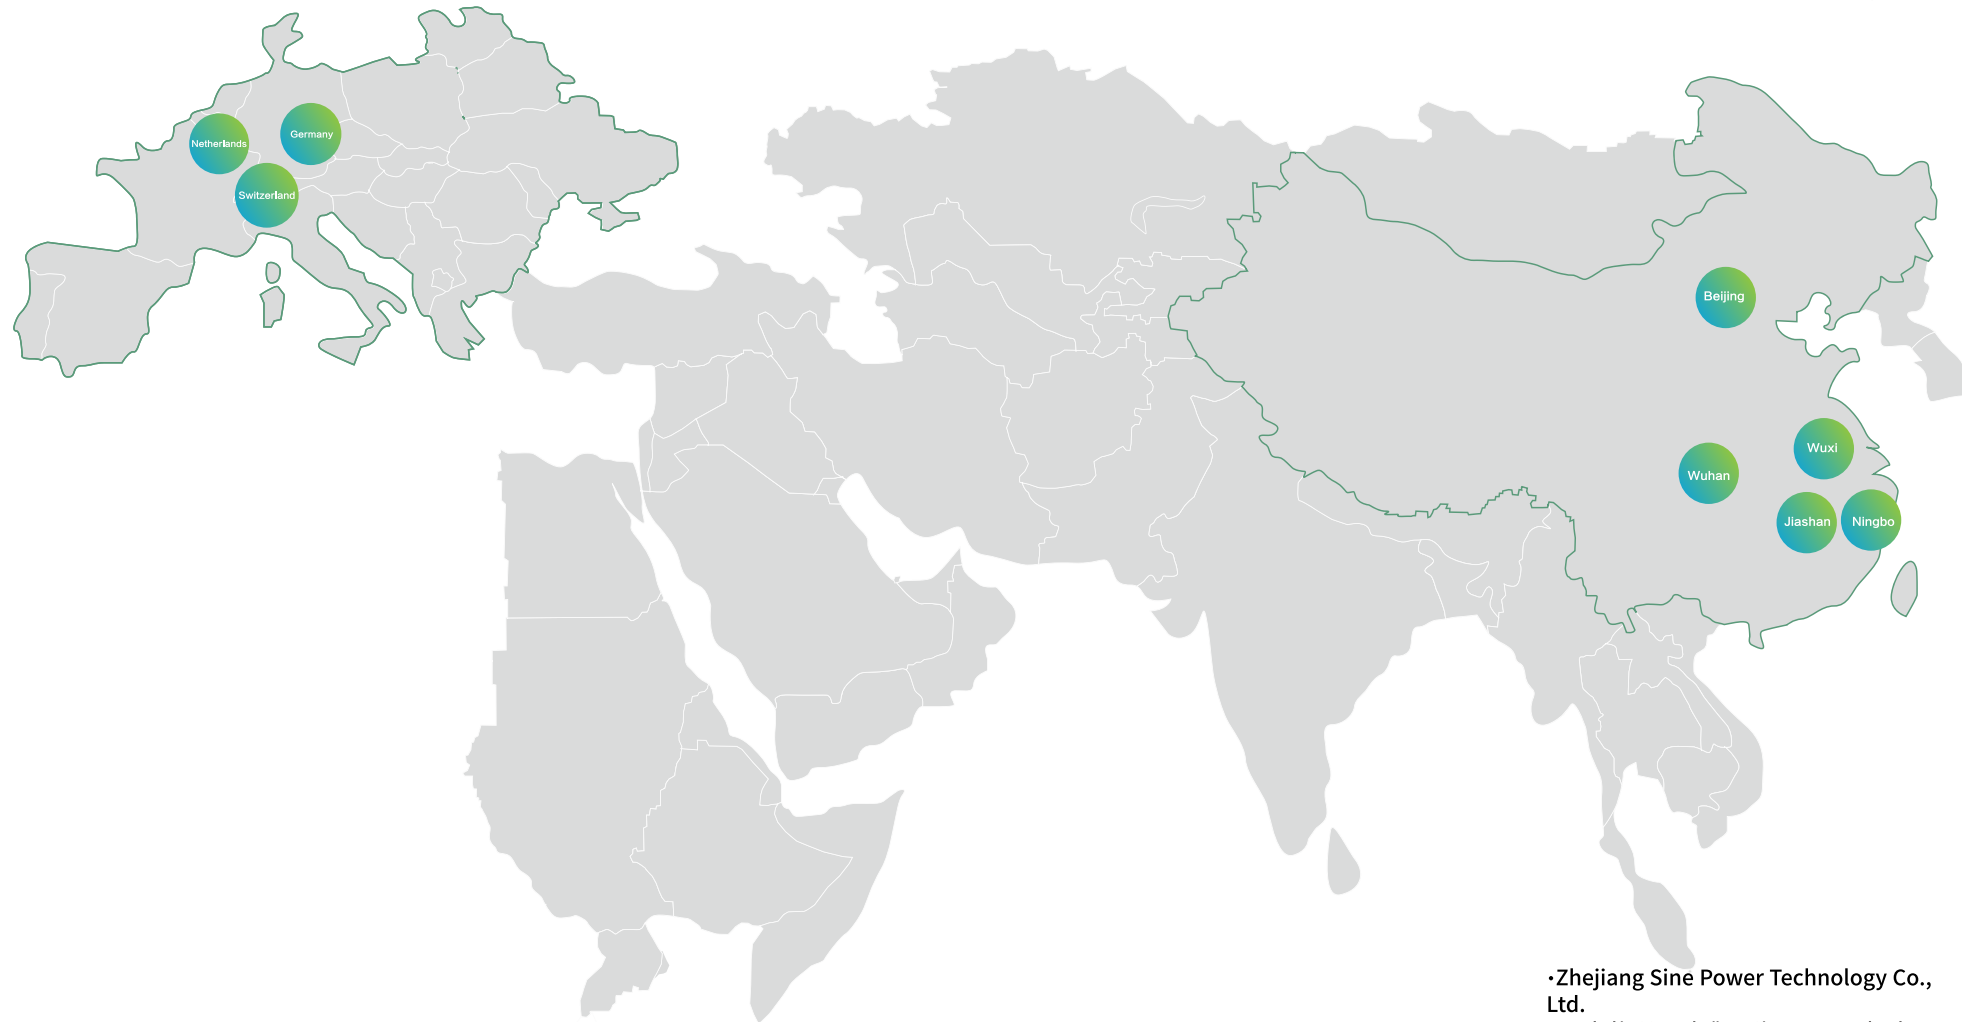 Germany
Netherlands
Switzerland
Beijing
Wuxi
Wuhan
Jiashan
Ningbo
·Zhejiang Sine Power Technology Co.,
Ltd.